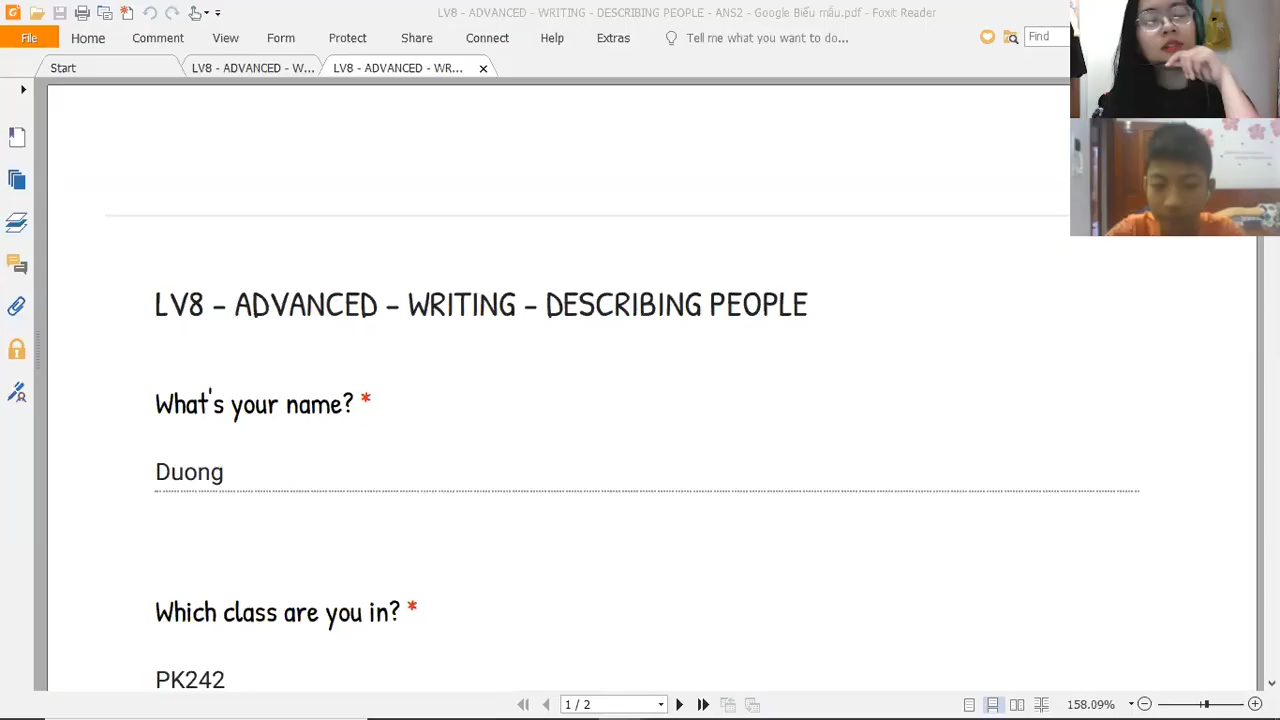 LV8 - ADVANCED - WRITING - DESCRIBING PEOPLE - ANS2 - Google Biểu mẫu.pdf - Foxit Reader
File Home Comment View Form Protect Share Connect Help Extras Tell me what you want to do... Find
Start LV8 - ADVANCED - W... LV8 - ADVANCED - WR...
LV8 – ADVANCED – WRITING – DESCRIBING PEOPLE
What's your name? *
Duong
Which class are you in? *
PK242
1 / 2 158.09%